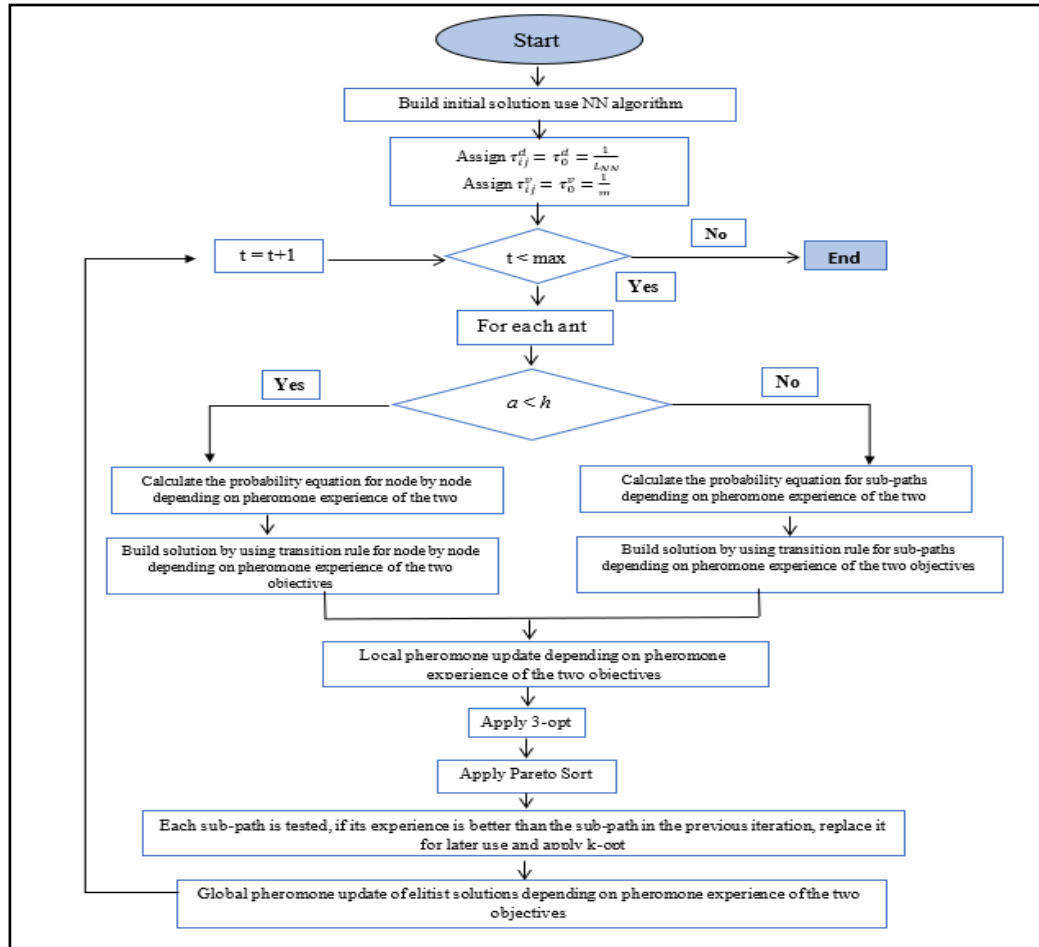 Start
Build initial solution use NN algorithm
Assign τᵈᵢⱼ = τᵈ₀ = 1/L_NN
Assign τᵛᵢⱼ = τᵛ₀ = 1/m
No
t = t+1
t < max
End
Yes
For each ant
Yes
No
a < h
Calculate the probability equation for node by node
depending on pheromone experience of the two
Calculate the probability equation for sub-paths
depending on pheromone experience of the two
Build solution by using transition rule for node by node
depending on pheromone experience of the two
objectives
Build solution by using transition rule for sub-paths
depending on pheromone experience of the two objectives
Local pheromone update depending on pheromone
experience of the two objectives
Apply 3-opt
Apply Pareto Sort
Each sub-path is tested, if its experience is better than the sub-path in the previous iteration, replace it
for later use and apply k-opt
Global pheromone update of elitist solutions depending on pheromone experience of the two
objectives